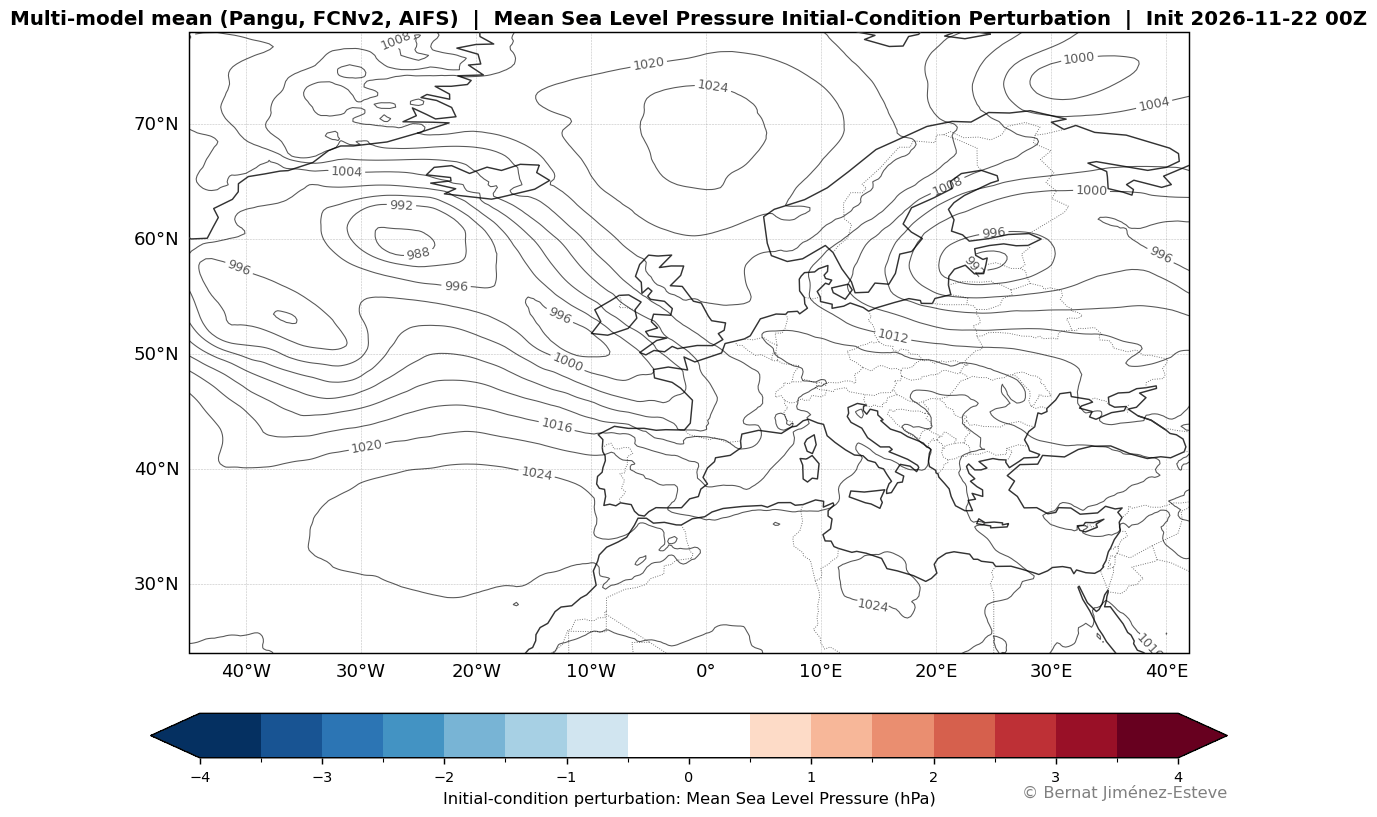 Multi-model mean (Pangu, FCNv2, AIFS)  |  Mean Sea Level Pressure Initial-Condition Perturbation  |  Init 2026-11-22 00Z
1008
1000
1020
1024
1004
70°N
1004
1008
1000
992
996
60°N
988
996
992
996
996
996
1012
50°N
1000
1016
1020
40°N
1024
30°N
1024
1016
40°W 30°W 20°W 10°W 0° 10°E 20°E 30°E 40°E
−4 −3 −2 −1 0 1 2 3 4
Initial-condition perturbation: Mean Sea Level Pressure (hPa)
© Bernat Jiménez-Esteve